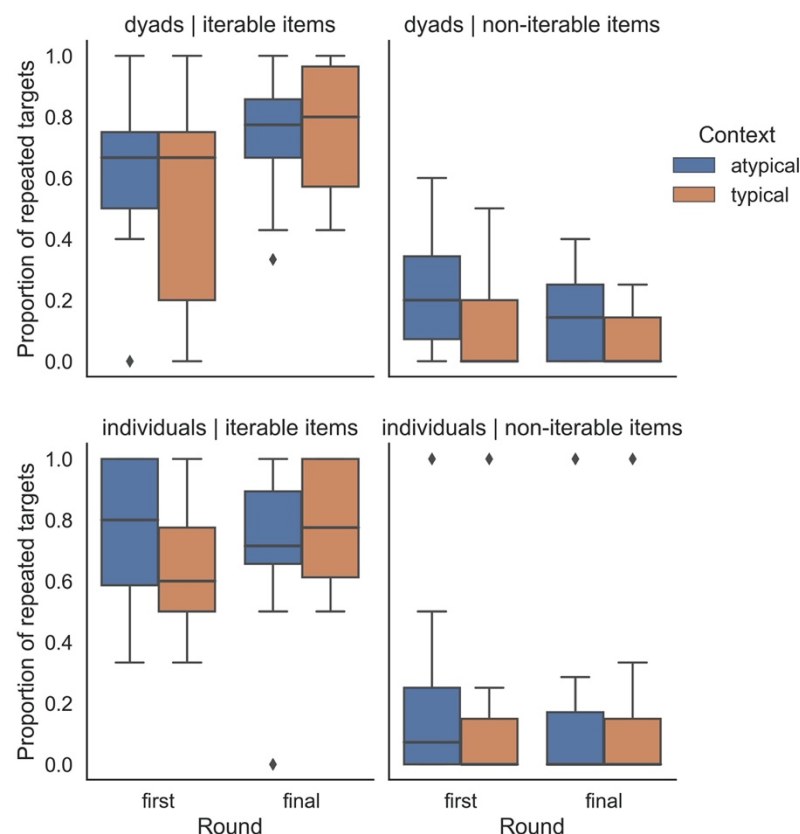 dyads | iterable items
dyads | non-iterable items
Proportion of repeated targets
1.0
0.8
0.6
0.4
0.2
0.0
Context
atypical
typical
individuals | iterable items
individuals | non-iterable items
Proportion of repeated targets
1.0
0.8
0.6
0.4
0.2
0.0
first
final
first
final
Round
Round